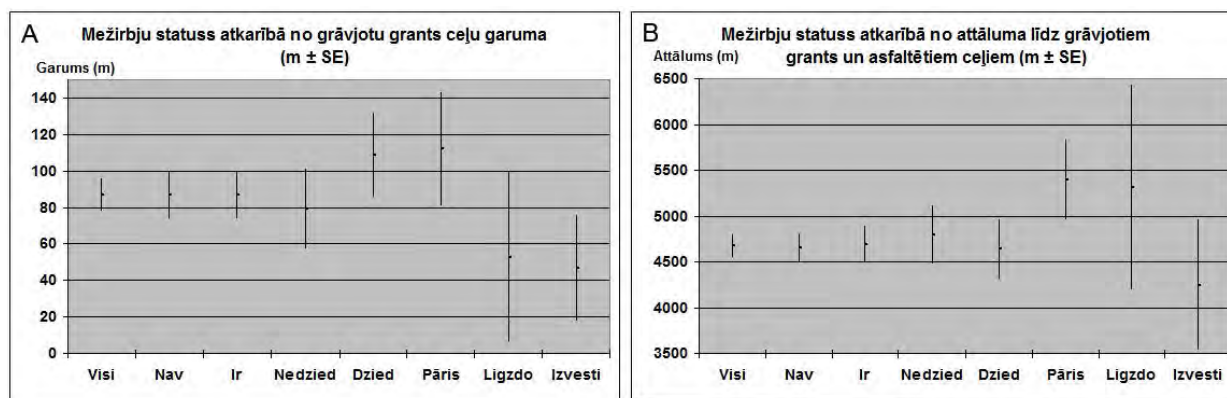 A
Mežirbju statuss atkarībā no grāvjotu grants ceļu garuma
(m ± SE)
Garums (m)
140
120
100
80
60
40
20
0
Visi Nav Ir Nedzied Dzied Pāris Ligzdo Izvesti
B
Mežirbju statuss atkarībā no attāluma līdz grāvjotiem
grants un asfaltētiem ceļiem (m ± SE)
Attālums (m)
6500
6000
5500
5000
4500
4000
3500
Visi Nav Ir Nedzied Dzied Pāris Ligzdo Izvesti